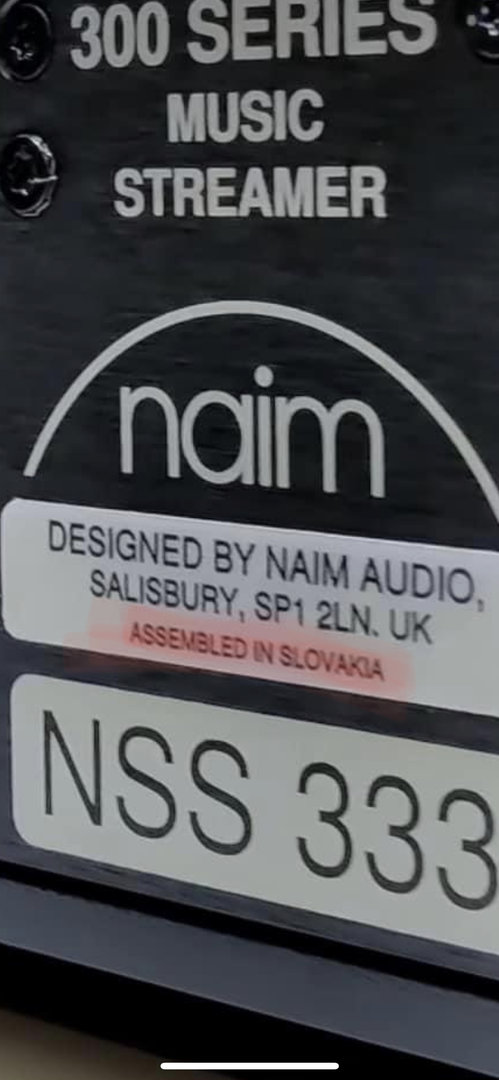 300 SERIES
MUSIC
STREAMER
naim
DESIGNED BY NAIM AUDIO,
SALISBURY, SP1 2LN. UK
ASSEMBLED IN SLOVAKIA
NSS 333